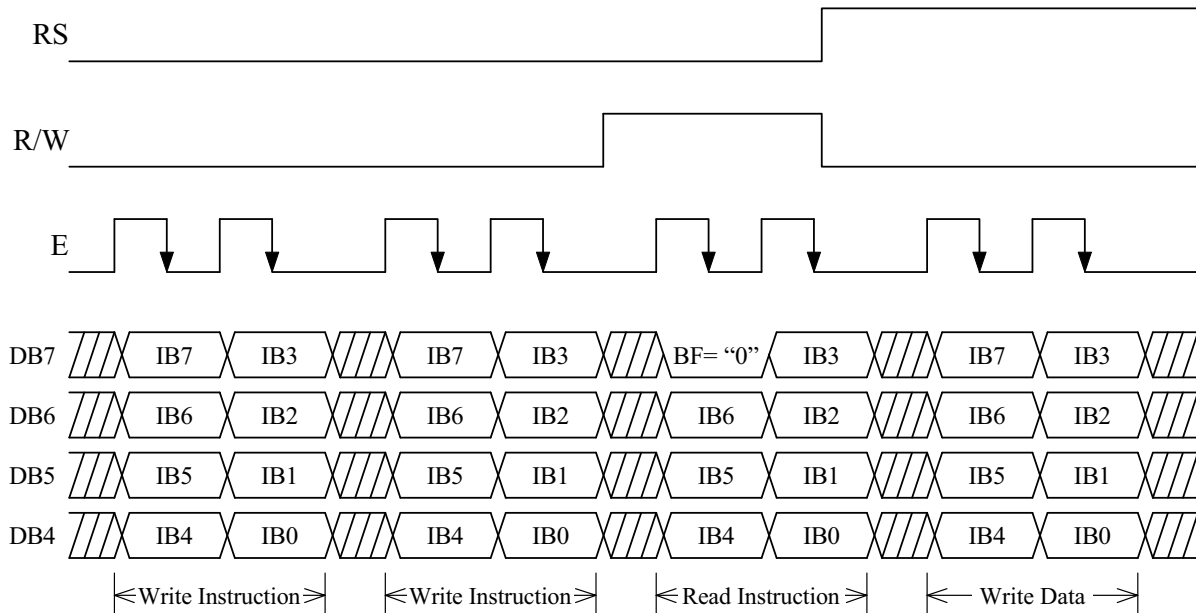 RS
R/W
E
DB7 IB7 IB3 IB7 IB3 BF= “0” IB3 IB7 IB3
DB6 IB6 IB2 IB6 IB2 IB6 IB2 IB6 IB2
DB5 IB5 IB1 IB5 IB1 IB5 IB1 IB5 IB1
DB4 IB4 IB0 IB4 IB0 IB4 IB0 IB4 IB0
Write Instruction Write Instruction Read Instruction Write Data